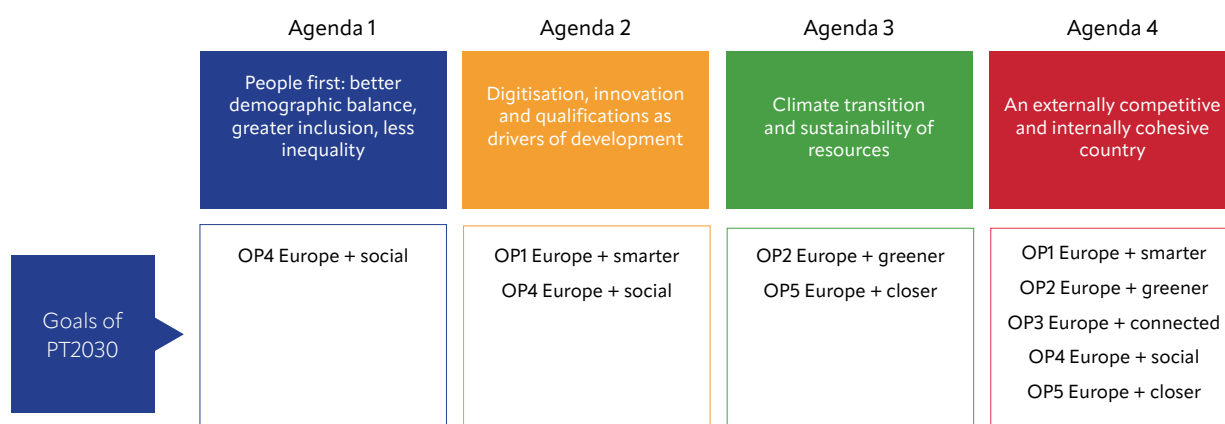 Agenda 1
Agenda 2
Agenda 3
Agenda 4
People first: better
demographic balance,
greater inclusion, less
inequality
Digitisation, innovation
and qualifications as
drivers of development
Climate transition
and sustainability of
resources
An externally competitive
and internally cohesive
country
Goals of
PT2030
OP4 Europe + social
OP1 Europe + smarter
OP4 Europe + social
OP2 Europe + greener
OP5 Europe + closer
OP1 Europe + smarter
OP2 Europe + greener
OP3 Europe + connected
OP4 Europe + social
OP5 Europe + closer